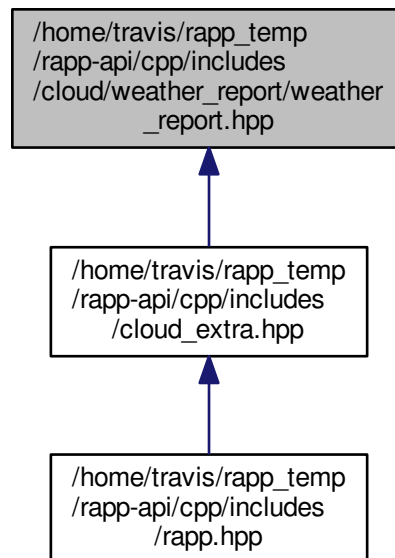 /home/travis/rapp_temp
/rapp-api/cpp/includes
/cloud/weather_report/weather
_report.hpp
/home/travis/rapp_temp
/rapp-api/cpp/includes
/cloud_extra.hpp
/home/travis/rapp_temp
/rapp-api/cpp/includes
/rapp.hpp